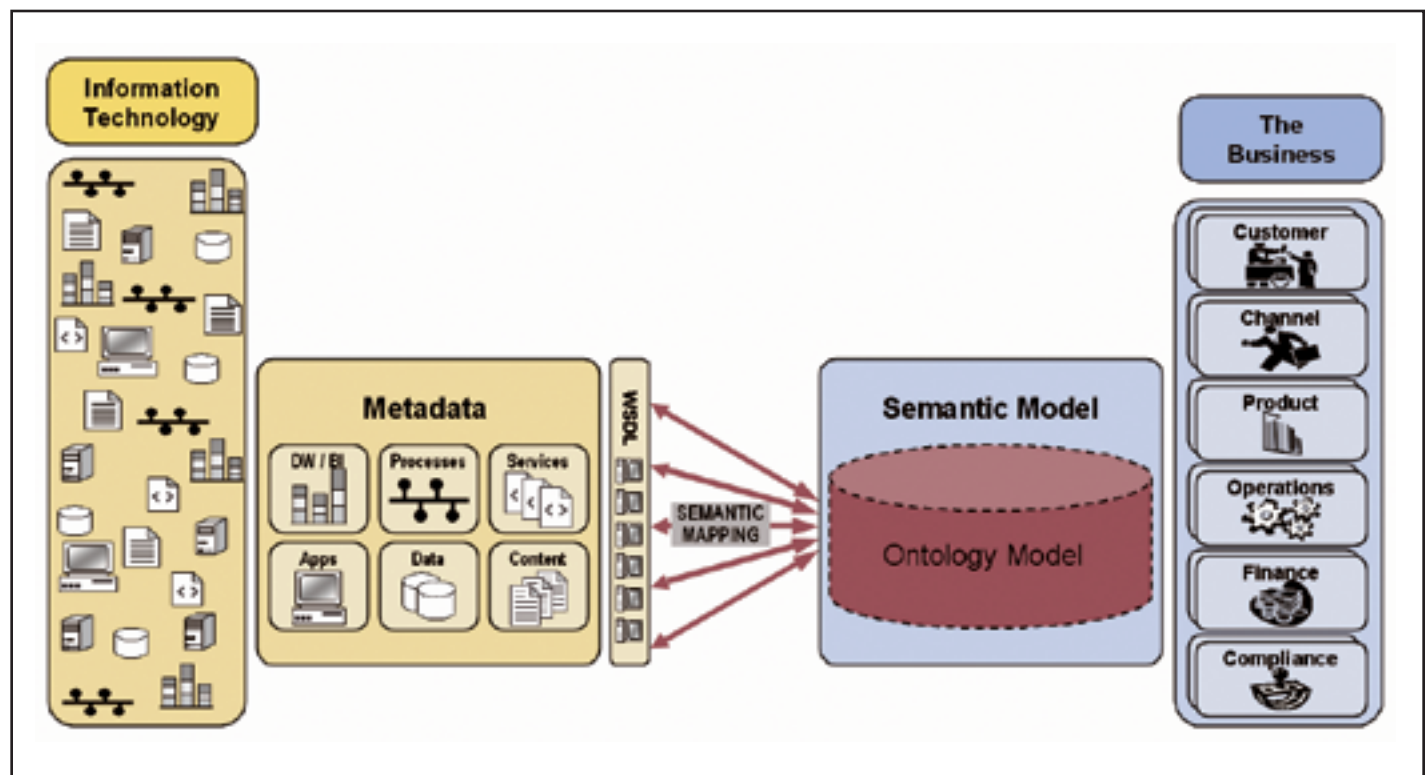 Information
Technology
The
Business
Customer
Channel
Product
Operations
Finance
Compliance
Metadata
DW / BI
Processes
Services
Apps
Data
Content
WSDL
SEMANTIC
MAPPING
Semantic Model
Ontology Model